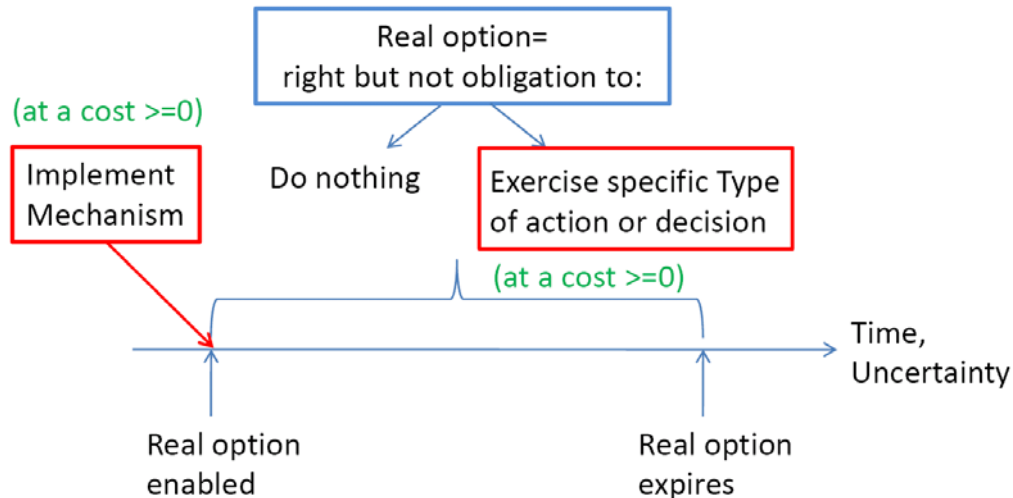 Real option=
right but not obligation to:
(at a cost >=0)
Implement
Mechanism
Do nothing
Exercise specific Type
of action or decision
(at a cost >=0)
Time,
Uncertainty
Real option
enabled
Real option
expires